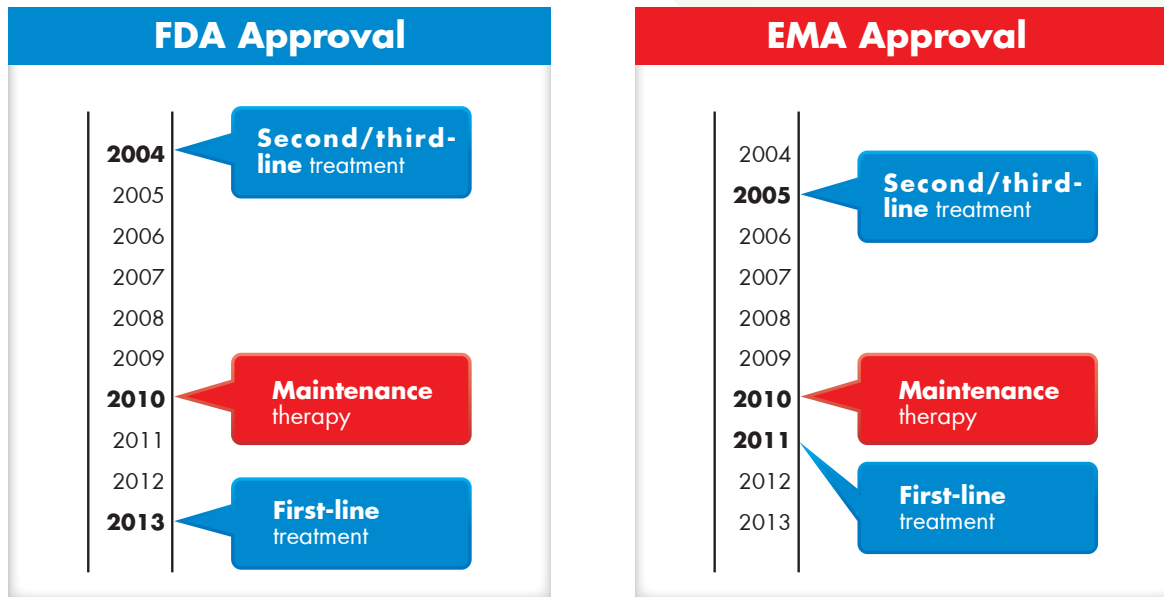 FDA Approval
2004
Second/third-
line treatment
2005
2006
2007
2008
2009
2010
Maintenance
therapy
2011
2012
2013
First-line
treatment
EMA Approval
2004
2005
Second/third-
line treatment
2006
2007
2008
2009
2010
Maintenance
therapy
2011
First-line
treatment
2012
2013